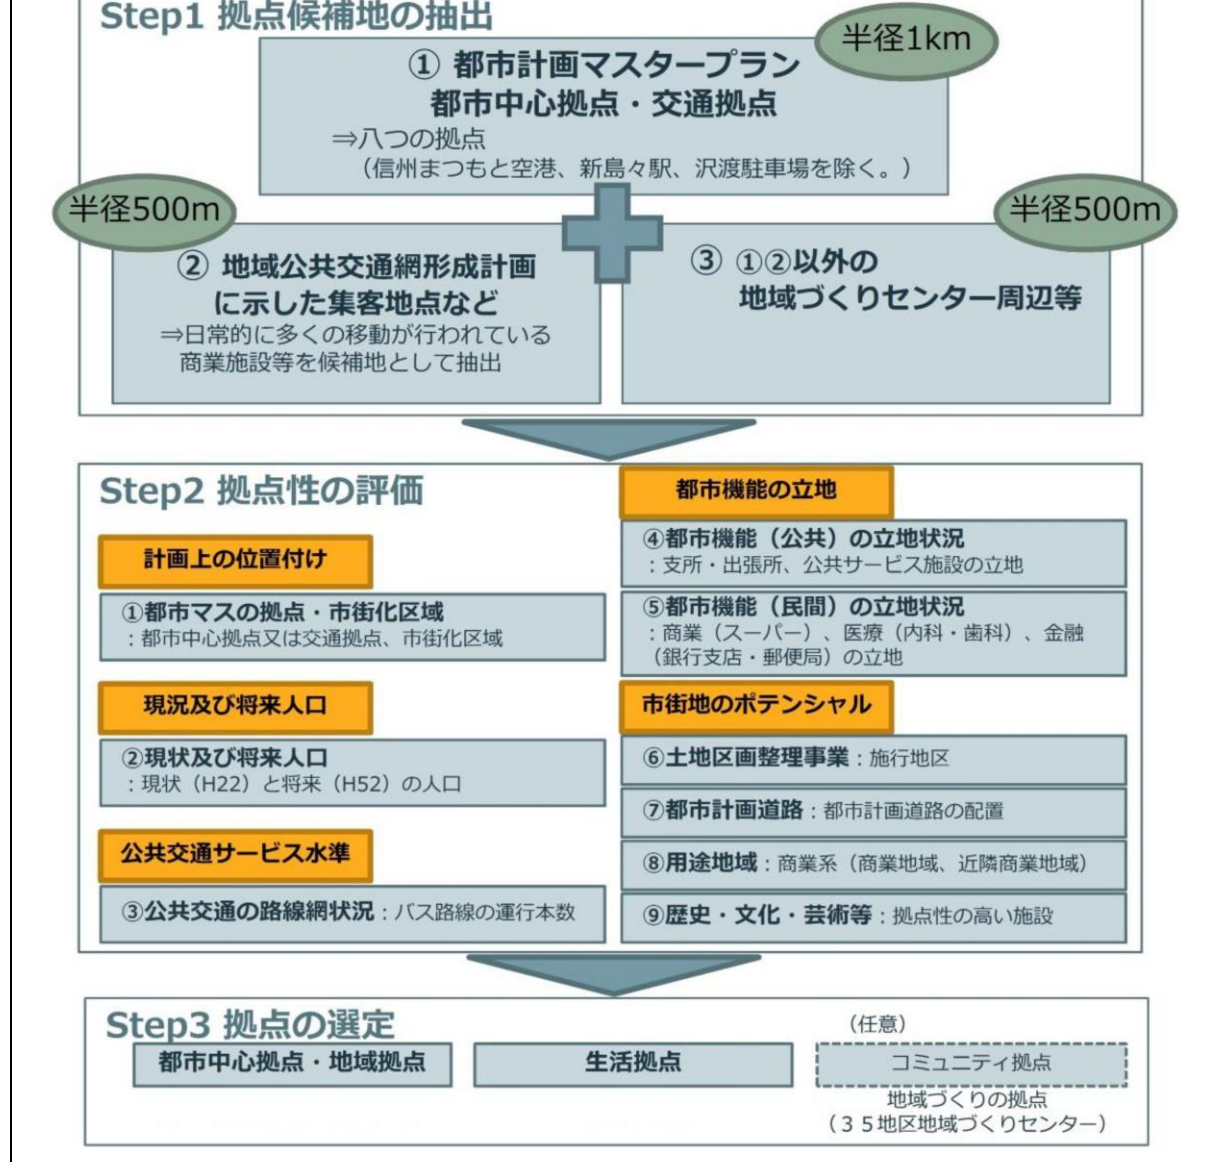 Step1 拠点候補地の抽出
半径1km
① 都市計画マスタープラン
都市中心拠点・交通拠点
⇒八つの拠点
（信州まつもと空港、新島々駅、沢渡駐車場を除く。）
半径500m
② 地域公共交通網形成計画
に示した集客地点など
⇒日常的に多くの移動が行われている
商業施設等を候補地として抽出
半径500m
③ ①②以外の
地域づくりセンター周辺等
Step2 拠点性の評価
計画上の位置付け
①都市マスの拠点・市街化区域
：都市中心拠点又は交通拠点、市街化区域
現況及び将来人口
②現状及び将来人口
：現状（H22）と将来（H52）の人口
公共交通サービス水準
③公共交通の路線網状況：バス路線の運行本数
都市機能の立地
④都市機能（公共）の立地状況
：支所・出張所、公共サービス施設の立地
⑤都市機能（民間）の立地状況
：商業（スーパー）、医療（内科・歯科）、金融
（銀行支店・郵便局）の立地
市街地のポテンシャル
⑥土地区画整理事業：施行地区
⑦都市計画道路：都市計画道路の配置
⑧用途地域：商業系（商業地域、近隣商業地域）
⑨歴史・文化・芸術等：拠点性の高い施設
Step3 拠点の選定
都市中心拠点・地域拠点
生活拠点
（任意）
コミュニティ拠点
地域づくりの拠点
（３５地区地域づくりセンター）